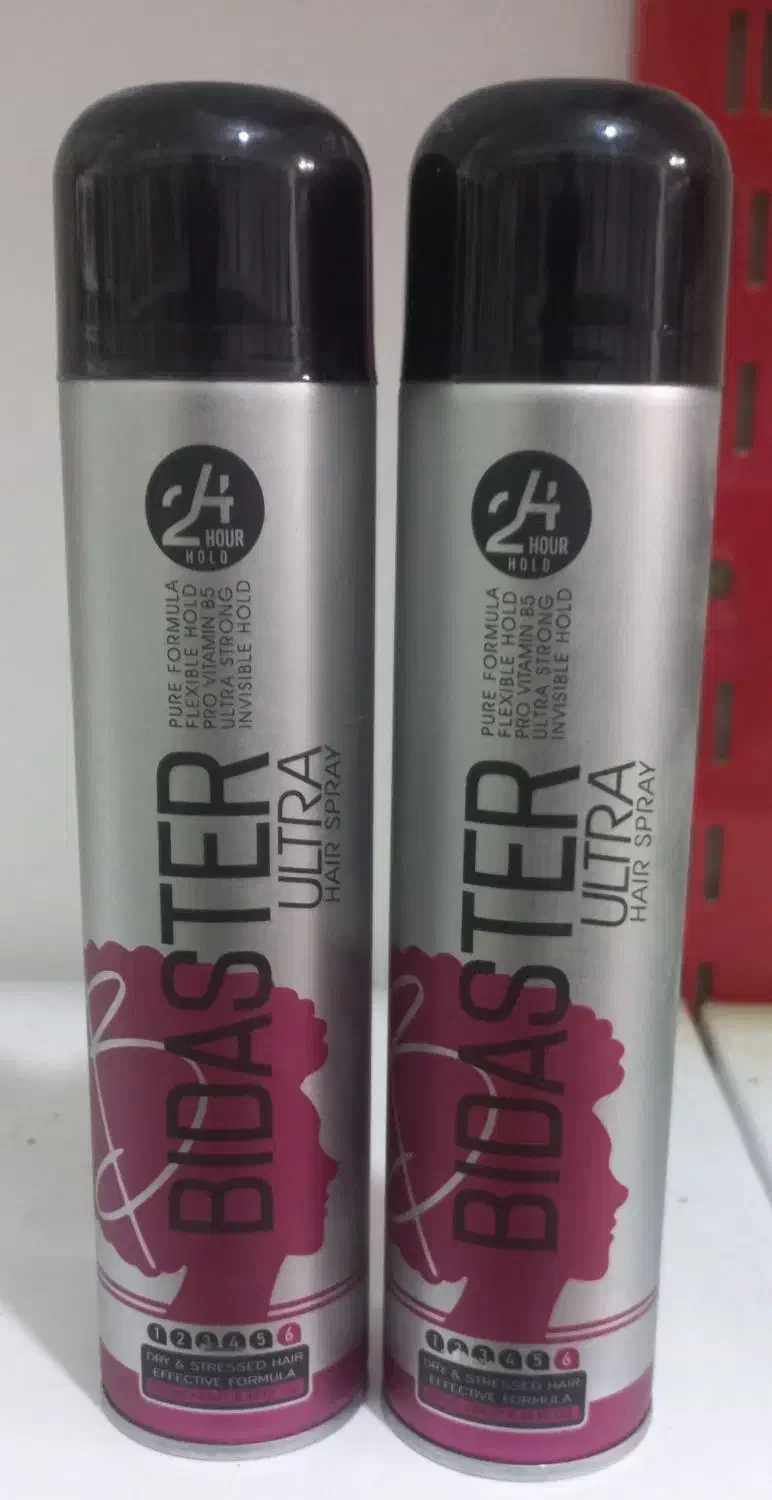 24
HOUR
HOLD
PURE FORMULA
FLEXIBLE HOLD
PRO VITAMIN B5
ULTRA STRONG
INVISIBLE HOLD
BIDASTER
ULTRA
HAIR SPRAY
B
1 2 3 4 5 6
DRY & STRESSED HAIR
EFFECTIVE FORMULA
24
HOUR
HOLD
PURE FORMULA
FLEXIBLE HOLD
PRO VITAMIN B5
ULTRA STRONG
INVISIBLE HOLD
BIDASTER
ULTRA
HAIR SPRAY
B
1 2 3 4 5 6
DRY & STRESSED HAIR
EFFECTIVE FORMULA